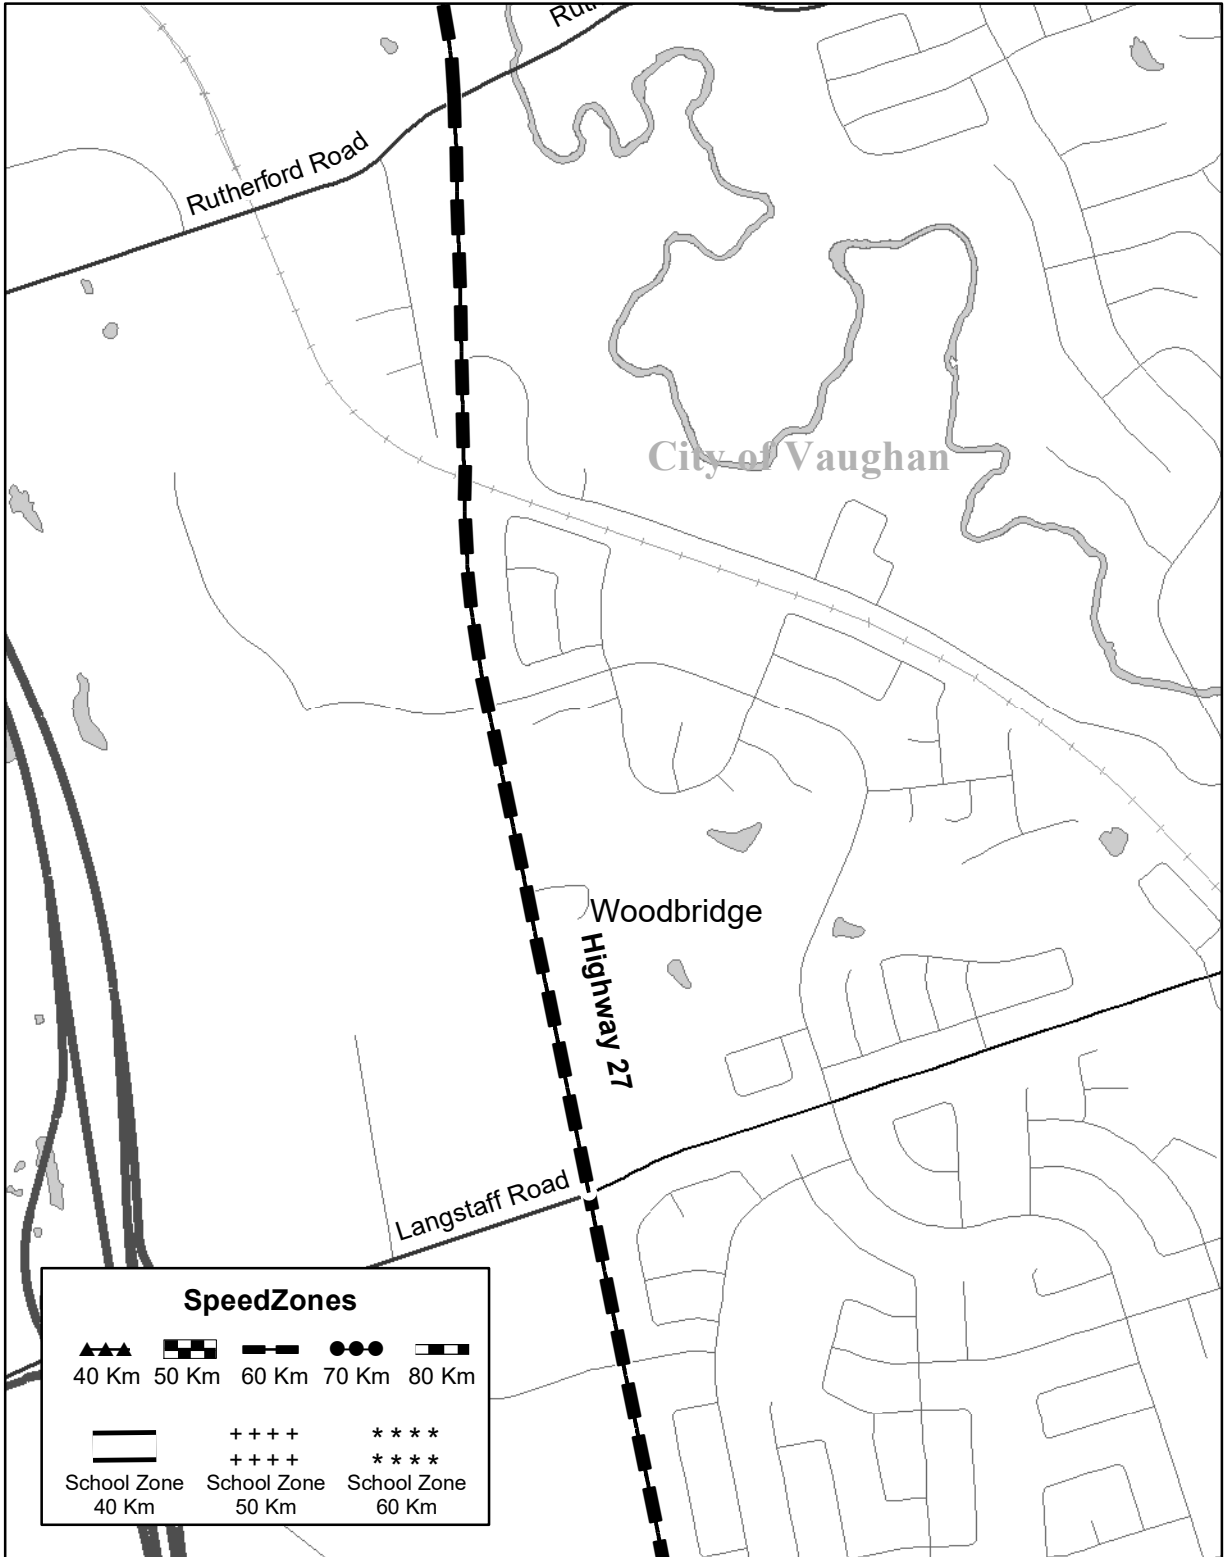 Rutherford Road
City of Vaughan
Woodbridge
Highway 27
Langstaff Road
SpeedZones
40 Km 50 Km 60 Km 70 Km 80 Km
School Zone School Zone School Zone
40 Km 50 Km 60 Km